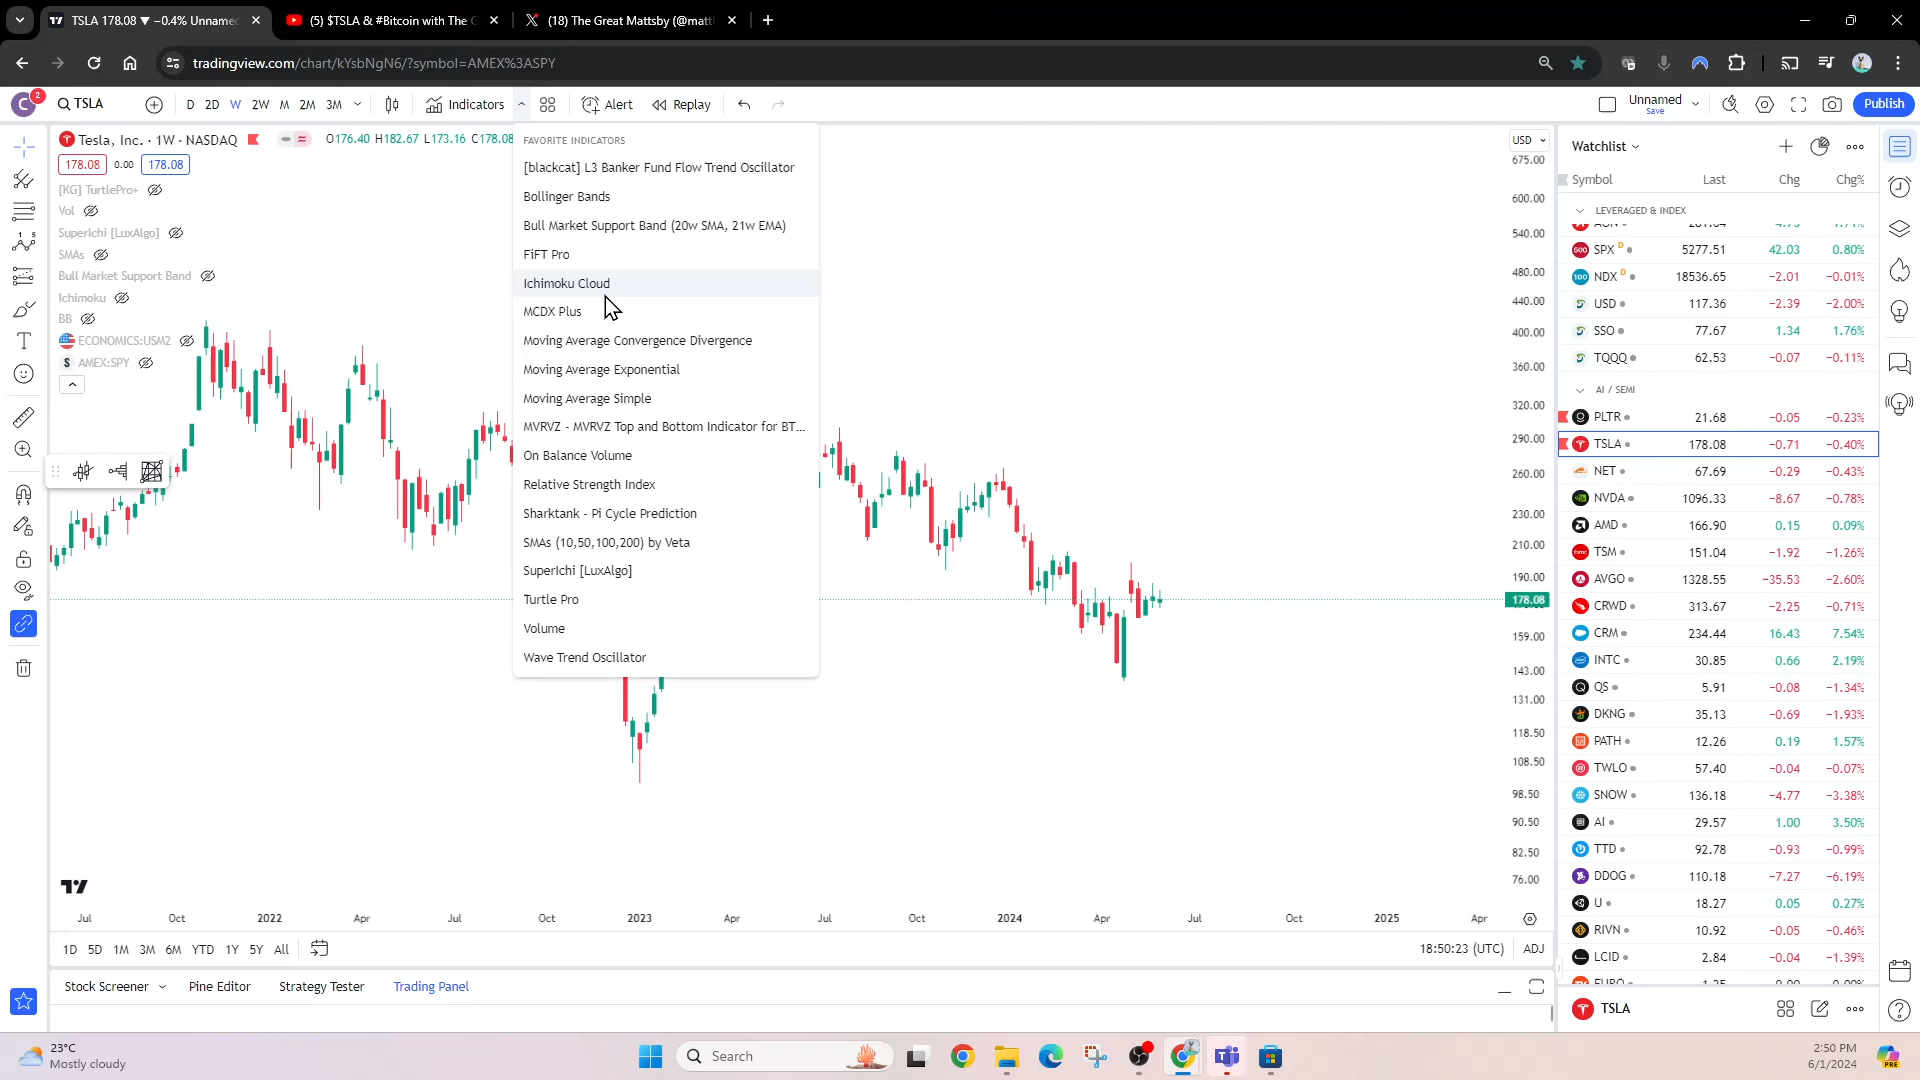 TSLA 178.08 ▼ −0.4% Unname
(5) $TSLA & #Bitcoin with The G
(18) The Great Mattsby (@matt
tradingview.com/chart/kYsbNgN6/?symbol=AMEX%3ASPY
C 2
TSLA
D 2D W 2W M 2M 3M
Indicators
Alert
Replay
Unnamed
Save
Publish
Tesla, Inc. · 1W · NASDAQ
O176.40 H182.67 L173.16 C178.08
178.08 0.00 178.08
[KG] TurtlePro+
Vol
SuperIchi [LuxAlgo]
SMAs
Bull Market Support Band
Ichimoku
BB
ECONOMICS:USM2
S AMEX:SPY
FAVORITE INDICATORS
[blackcat] L3 Banker Fund Flow Trend Oscillator
Bollinger Bands
Bull Market Support Band (20w SMA, 21w EMA)
FiFT Pro
Ichimoku Cloud
MCDX Plus
Moving Average Convergence Divergence
Moving Average Exponential
Moving Average Simple
MVRVZ - MVRVZ Top and Bottom Indicator for BT...
On Balance Volume
Relative Strength Index
Sharktank - Pi Cycle Prediction
SMAs (10,50,100,200) by Veta
SuperIchi [LuxAlgo]
Turtle Pro
Volume
Wave Trend Oscillator
USD
675.00
600.00
540.00
480.00
440.00
400.00
360.00
320.00
290.00
260.00
230.00
210.00
190.00
178.08
159.00
143.00
131.00
118.50
108.50
98.50
90.50
82.50
76.00
Jul Oct 2022 Apr Jul Oct 2023 Apr Jul Oct 2024 Apr Jul Oct 2025 Apr
1D 5D 1M 3M 6M YTD 1Y 5Y All
18:50:23 (UTC) ADJ
Stock Screener
Pine Editor
Strategy Tester
Trading Panel
Watchlist
Symbol Last Chg Chg%
LEVERAGED & INDEX
SPX D 5277.51 42.03 0.80%
NDX D 18536.65 −2.01 −0.01%
USD 117.36 −2.39 −2.00%
SSO 77.67 1.34 1.76%
TQQQ 62.53 −0.07 −0.11%
AI / SEMI
PLTR 21.68 −0.05 −0.23%
TSLA 178.08 −0.71 −0.40%
NET 67.69 −0.29 −0.43%
NVDA 1096.33 −8.67 −0.78%
AMD 166.90 0.15 0.09%
TSM 151.04 −1.92 −1.26%
AVGO 1328.55 −35.53 −2.60%
CRWD 313.67 −2.25 −0.71%
CRM 234.44 16.43 7.54%
INTC 30.85 0.66 2.19%
QS 5.91 −0.08 −1.34%
DKNG 35.13 −0.69 −1.93%
PATH 12.26 0.19 1.57%
TWLO 57.40 −0.04 −0.07%
SNOW 136.18 −4.77 −3.38%
AI 29.57 1.00 3.50%
TTD 92.78 −0.93 −0.99%
DDOG 110.18 −7.27 −6.19%
U 18.27 0.05 0.27%
RIVN 10.92 −0.05 −0.46%
LCID 2.84 −0.04 −1.39%
TSLA
23°C
Mostly cloudy
Search
2:50 PM
6/1/2024